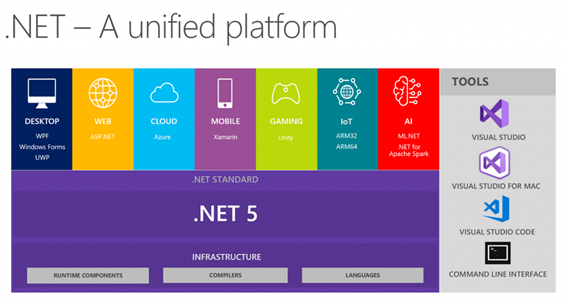 .NET – A unified platform
DESKTOP
WPF
Windows Forms
UWP
WEB
ASP.NET
CLOUD
Azure
MOBILE
Xamarin
GAMING
Unity
IoT
ARM32
ARM64
AI
ML.NET
.NET for
Apache Spark
TOOLS
VISUAL STUDIO
VISUAL STUDIO FOR MAC
VISUAL STUDIO CODE
COMMAND LINE INTERFACE
.NET STANDARD
.NET 5
INFRASTRUCTURE
RUNTIME COMPONENTS
COMPILERS
LANGUAGES